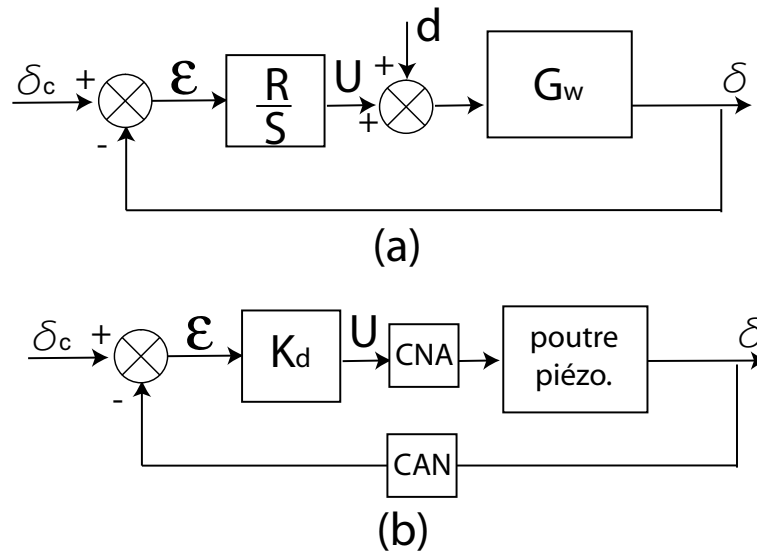 d
δc + ε R/S U + + Gw δ
-
(a)
δc + ε Kd U CNA poutre piézo. δ
-
CAN
(b)